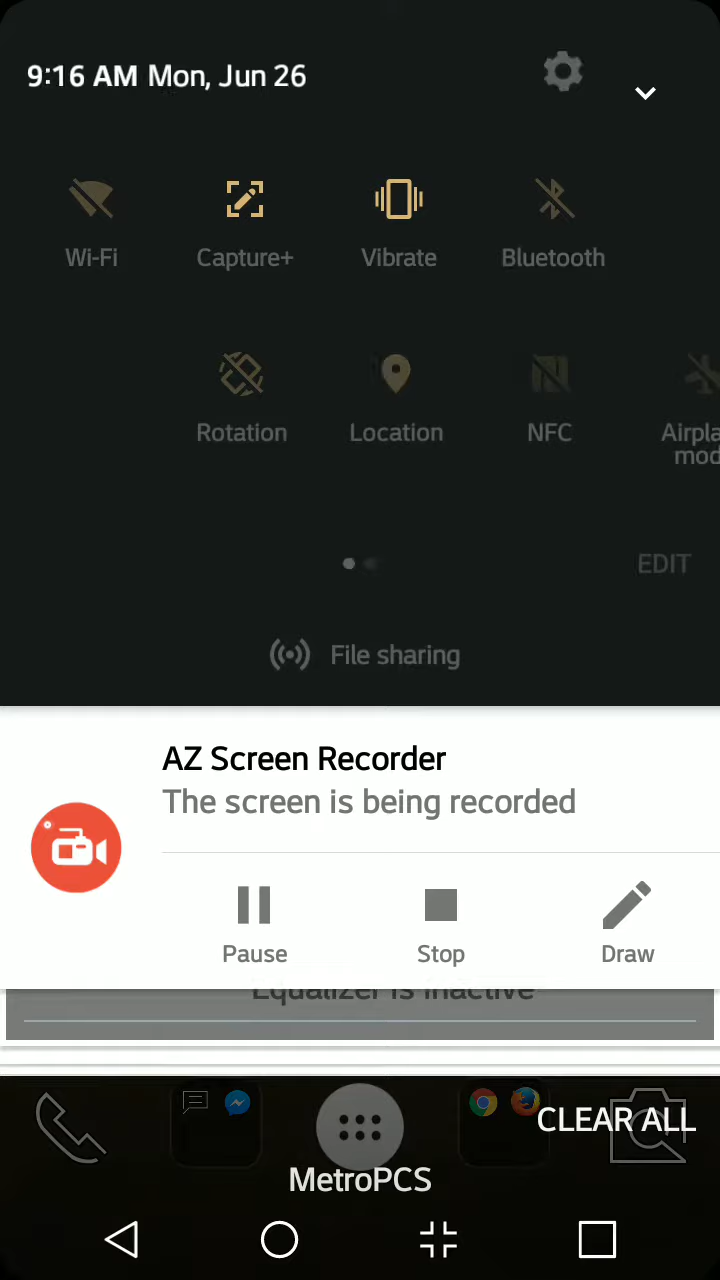 9:16 AM Mon, Jun 26
Wi-Fi
Capture+
Vibrate
Bluetooth
Rotation
Location
NFC
Airpla
mod
EDIT
File sharing
AZ Screen Recorder
The screen is being recorded
Pause
Stop
Draw
Equalizer is inactive
CLEAR ALL
MetroPCS